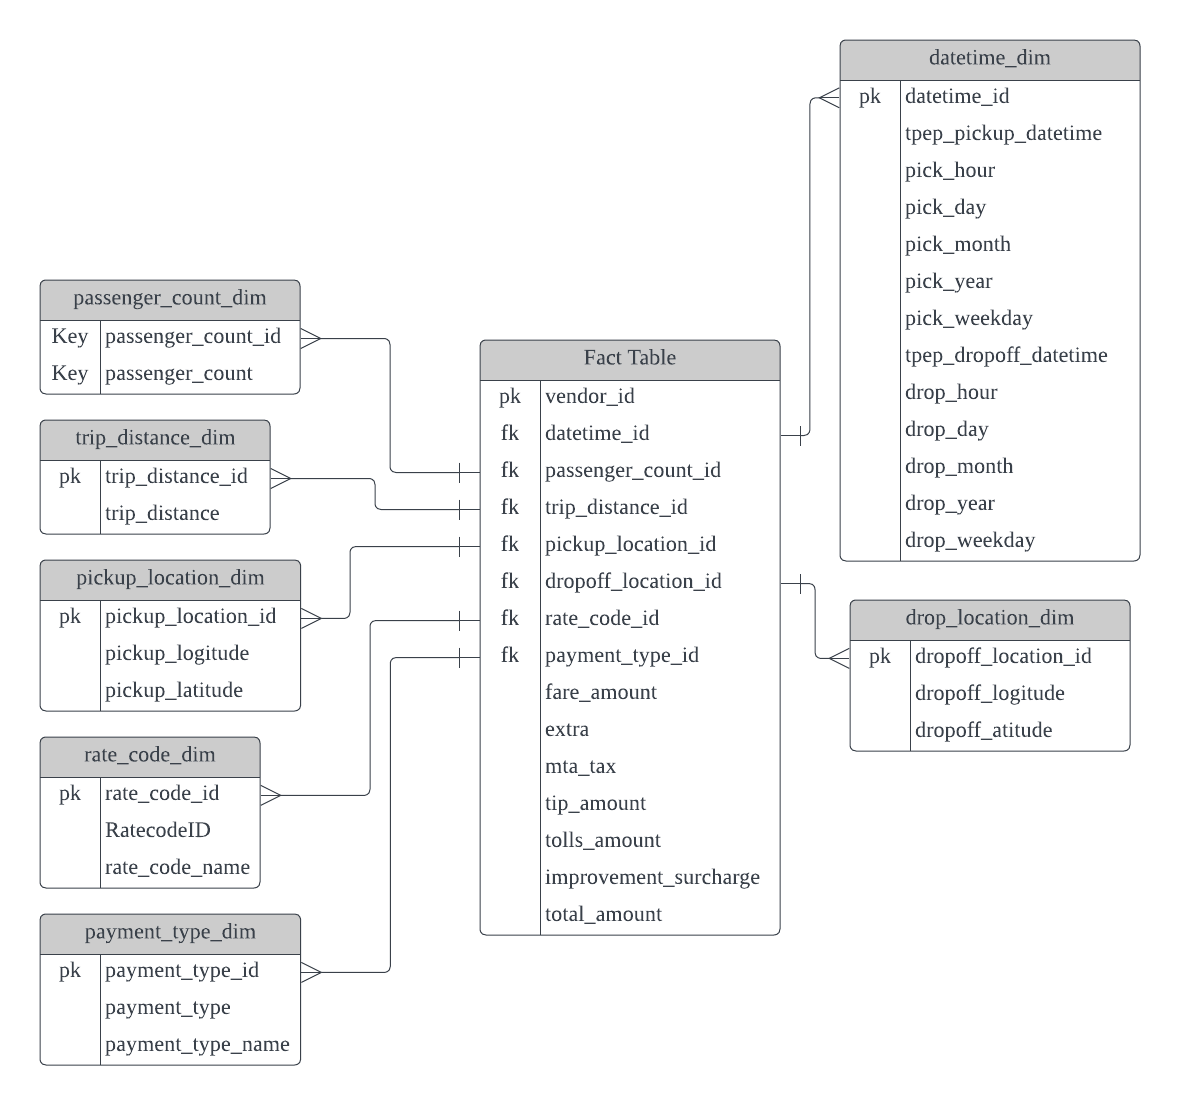 datetime_dim
pk datetime_id
tpep_pickup_datetime
pick_hour
pick_day
pick_month
pick_year
pick_weekday
tpep_dropoff_datetime
drop_hour
drop_day
drop_month
drop_year
drop_weekday
passenger_count_dim
Key passenger_count_id
Key passenger_count
trip_distance_dim
pk trip_distance_id
trip_distance
pickup_location_dim
pk pickup_location_id
pickup_logitude
pickup_latitude
rate_code_dim
pk rate_code_id
RatecodeID
rate_code_name
payment_type_dim
pk payment_type_id
payment_type
payment_type_name
Fact Table
pk vendor_id
fk datetime_id
fk passenger_count_id
fk trip_distance_id
fk pickup_location_id
fk dropoff_location_id
fk rate_code_id
fk payment_type_id
fare_amount
extra
mta_tax
tip_amount
tolls_amount
improvement_surcharge
total_amount
drop_location_dim
pk dropoff_location_id
dropoff_logitude
dropoff_atitude